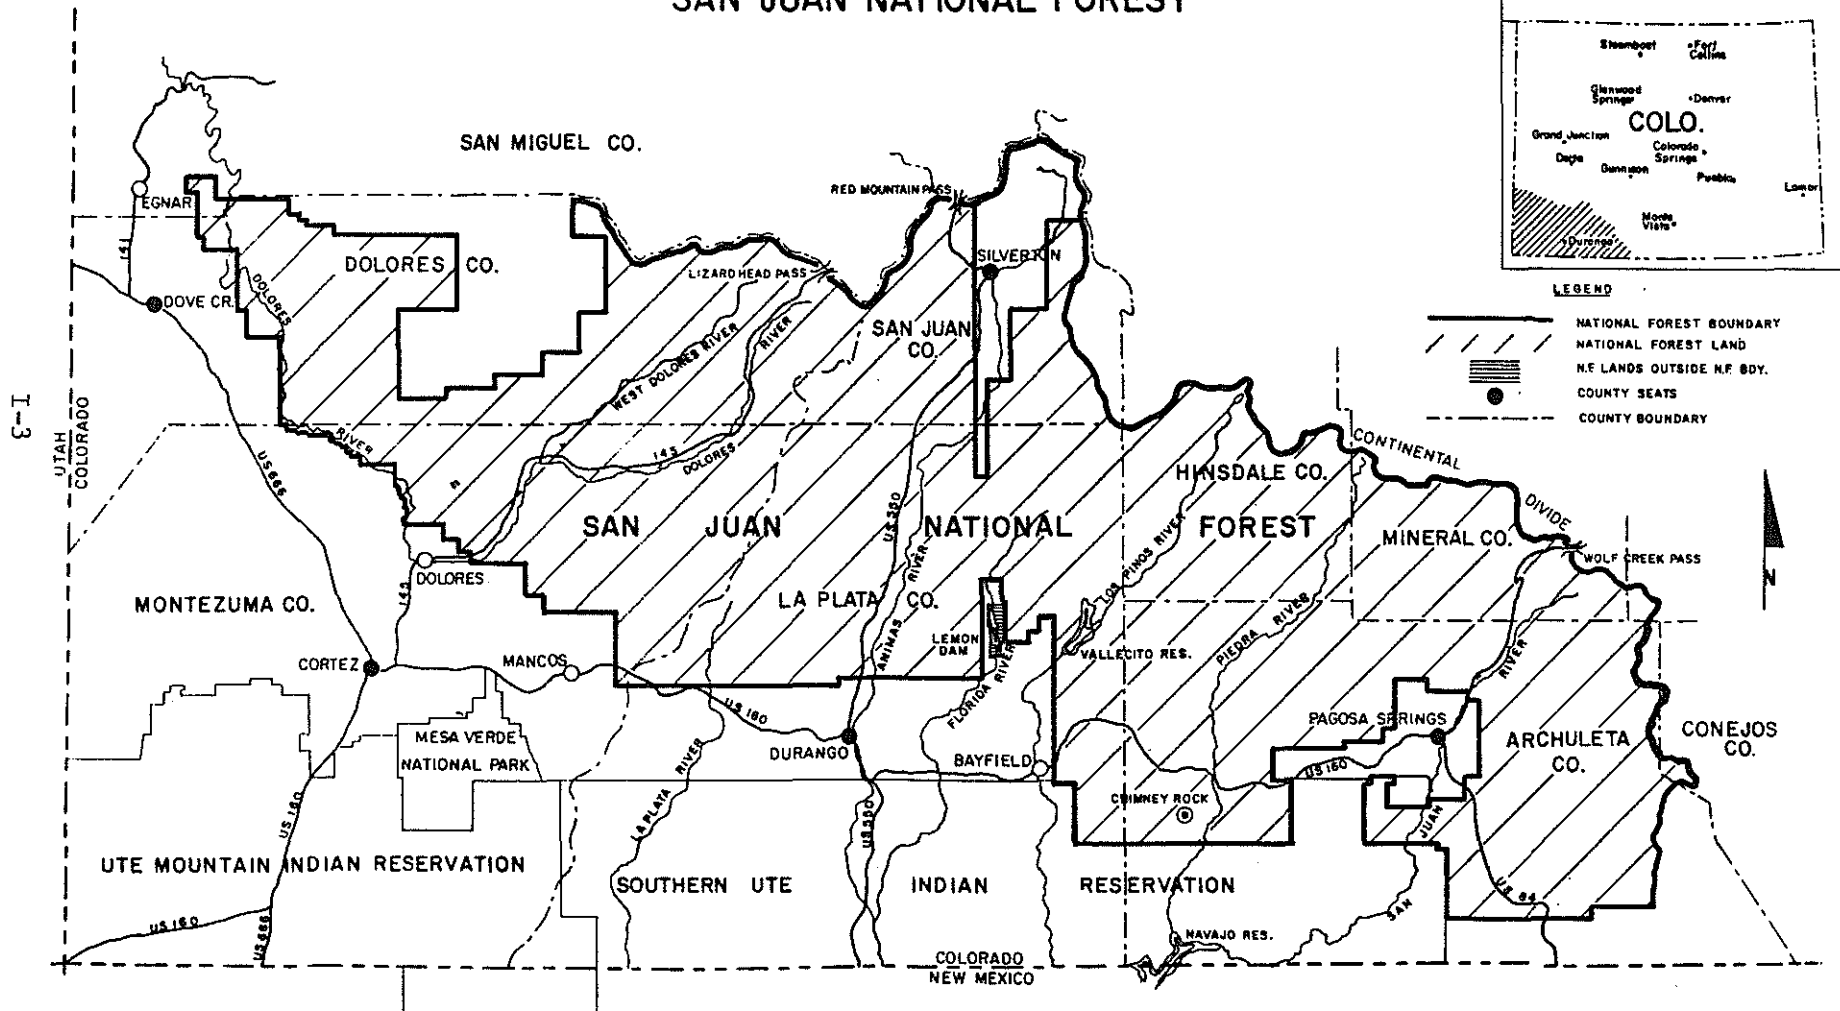 SAN JUAN NATIONAL FOREST
Steamboat
Fort
Collins
Glenwood
Springs
Denver
COLO.
Grand Junction
Colorado
Springs
Delta
Gunnison
Pueblo
Lamar
Monte
Vista
Durango
LEGEND
NATIONAL FOREST BOUNDARY
NATIONAL FOREST LAND
N.F. LANDS OUTSIDE N.F. BDY.
COUNTY SEATS
COUNTY BOUNDARY
SAN MIGUEL CO.
RED MOUNTAIN PASS
EGNAR
141
DOLORES CO.
LIZARD HEAD PASS
SILVERTON
DOVE CR.
DOLORES
RIVER
WEST DOLORES RIVER
RIVER
SAN JUAN
CO.
I-3
UTAH
COLORADO
US 666
145
DOLORES
CONTINENTAL
DIVIDE
HINSDALE CO.
SAN JUAN NATIONAL FOREST
US 550
MINERAL CO.
WOLF CREEK PASS
N
DOLORES
145
MONTEZUMA CO.
LA PLATA CO.
ANIMAS RIVER
LOS PINOS RIVER
PIEDRA RIVER
RIVER
LEMON
DAM
VALLECITO RES.
CORTEZ
MANCOS
US 160
FLORIDA RIVER
PAGOSA SPRINGS
MESA VERDE
NATIONAL PARK
DURANGO
BAYFIELD
ARCHULETA
CO.
CONEJOS
CO.
US 160
LA PLATA RIVER
US 160
US 550
CHIMNEY ROCK
JUAN
SAN
UTE MOUNTAIN INDIAN RESERVATION
SOUTHERN UTE INDIAN RESERVATION
US 84
US 160
US 666
NAVAJO RES.
COLORADO
NEW MEXICO